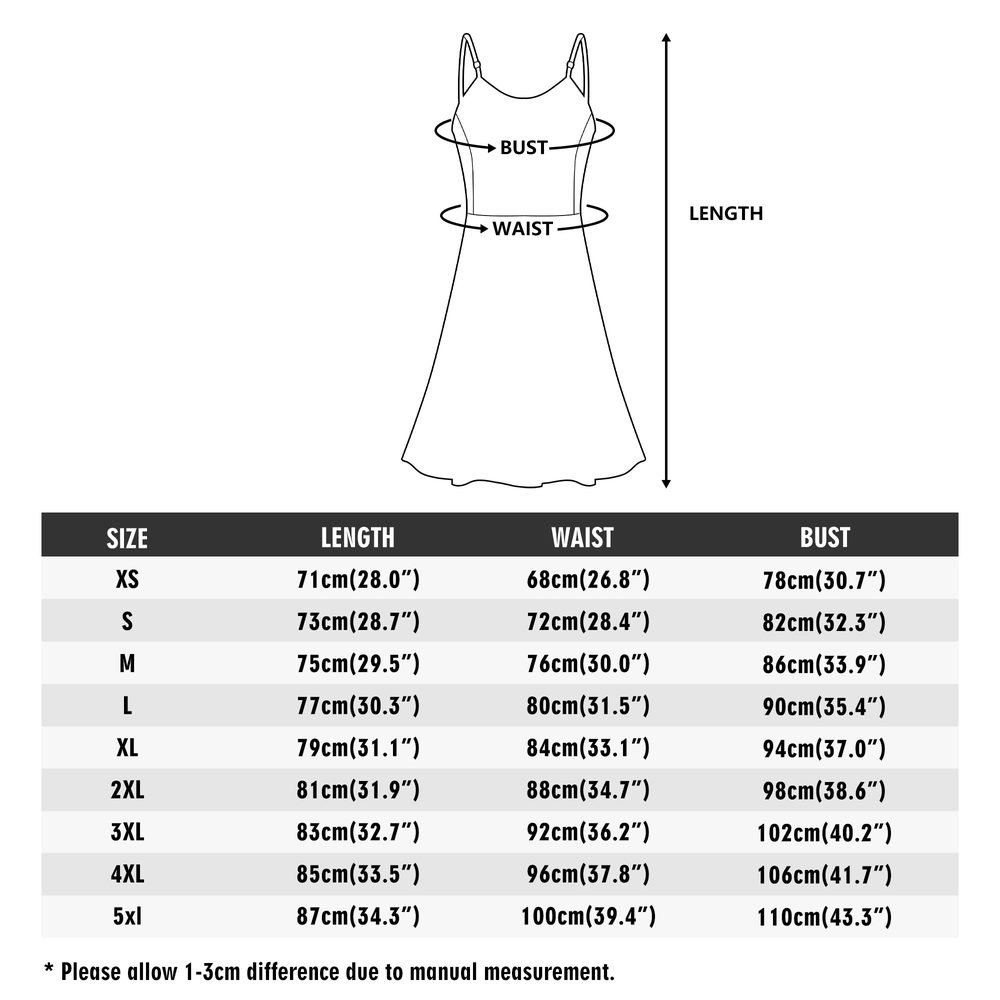 BUST
LENGTH
WAIST
SIZE LENGTH WAIST BUST
XS 71cm(28.0″) 68cm(26.8″) 78cm(30.7″)
S 73cm(28.7″) 72cm(28.4″) 82cm(32.3″)
M 75cm(29.5″) 76cm(30.0″) 86cm(33.9″)
L 77cm(30.3″) 80cm(31.5″) 90cm(35.4″)
XL 79cm(31.1″) 84cm(33.1″) 94cm(37.0″)
2XL 81cm(31.9″) 88cm(34.7″) 98cm(38.6″)
3XL 83cm(32.7″) 92cm(36.2″) 102cm(40.2″)
4XL 85cm(33.5″) 96cm(37.8″) 106cm(41.7″)
5xl 87cm(34.3″) 100cm(39.4″) 110cm(43.3″)
* Please allow 1-3cm difference due to manual measurement.